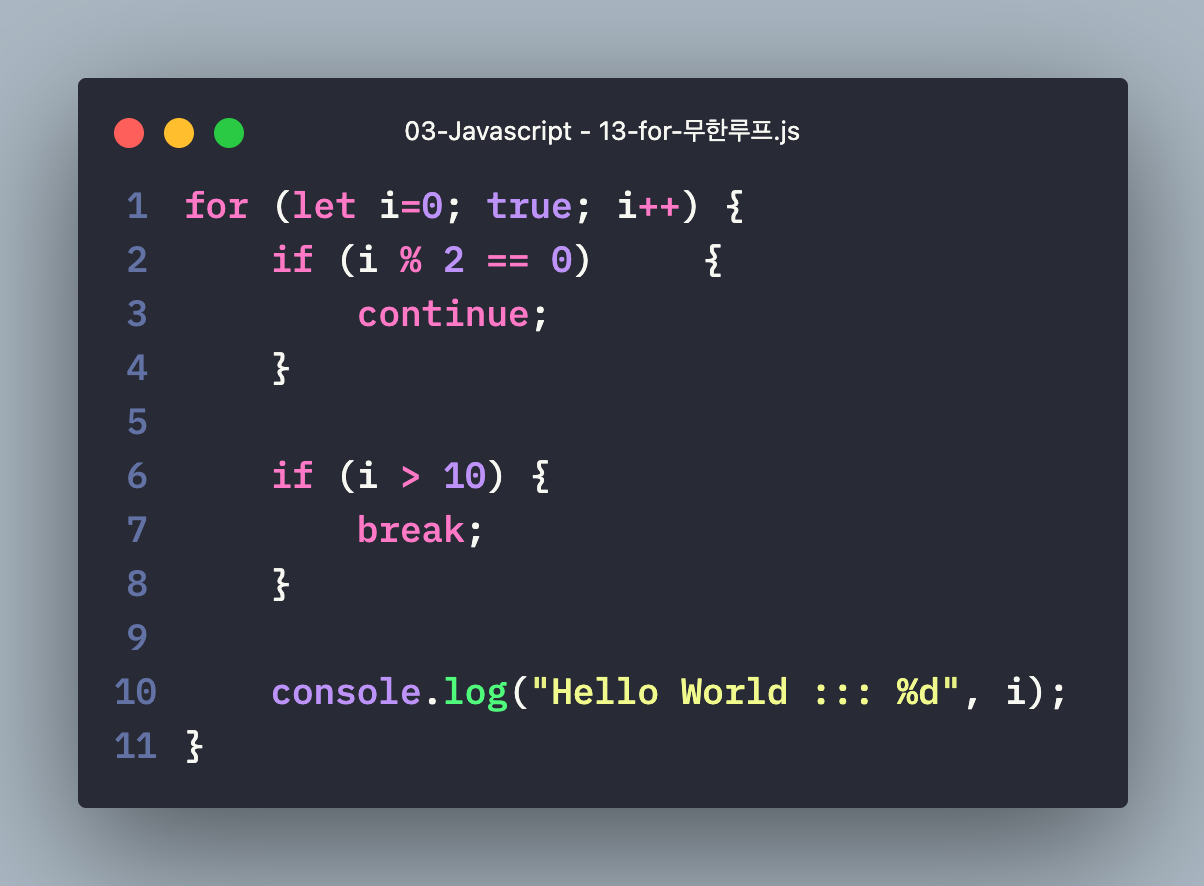 03-Javascript - 13-for-무한루프.js
1 for (let i=0; true; i++) {
2     if (i % 2 == 0)     {
3         continue;
4     }
5
6     if (i > 10) {
7         break;
8     }
9
10     console.log("Hello World ::: %d", i);
11 }